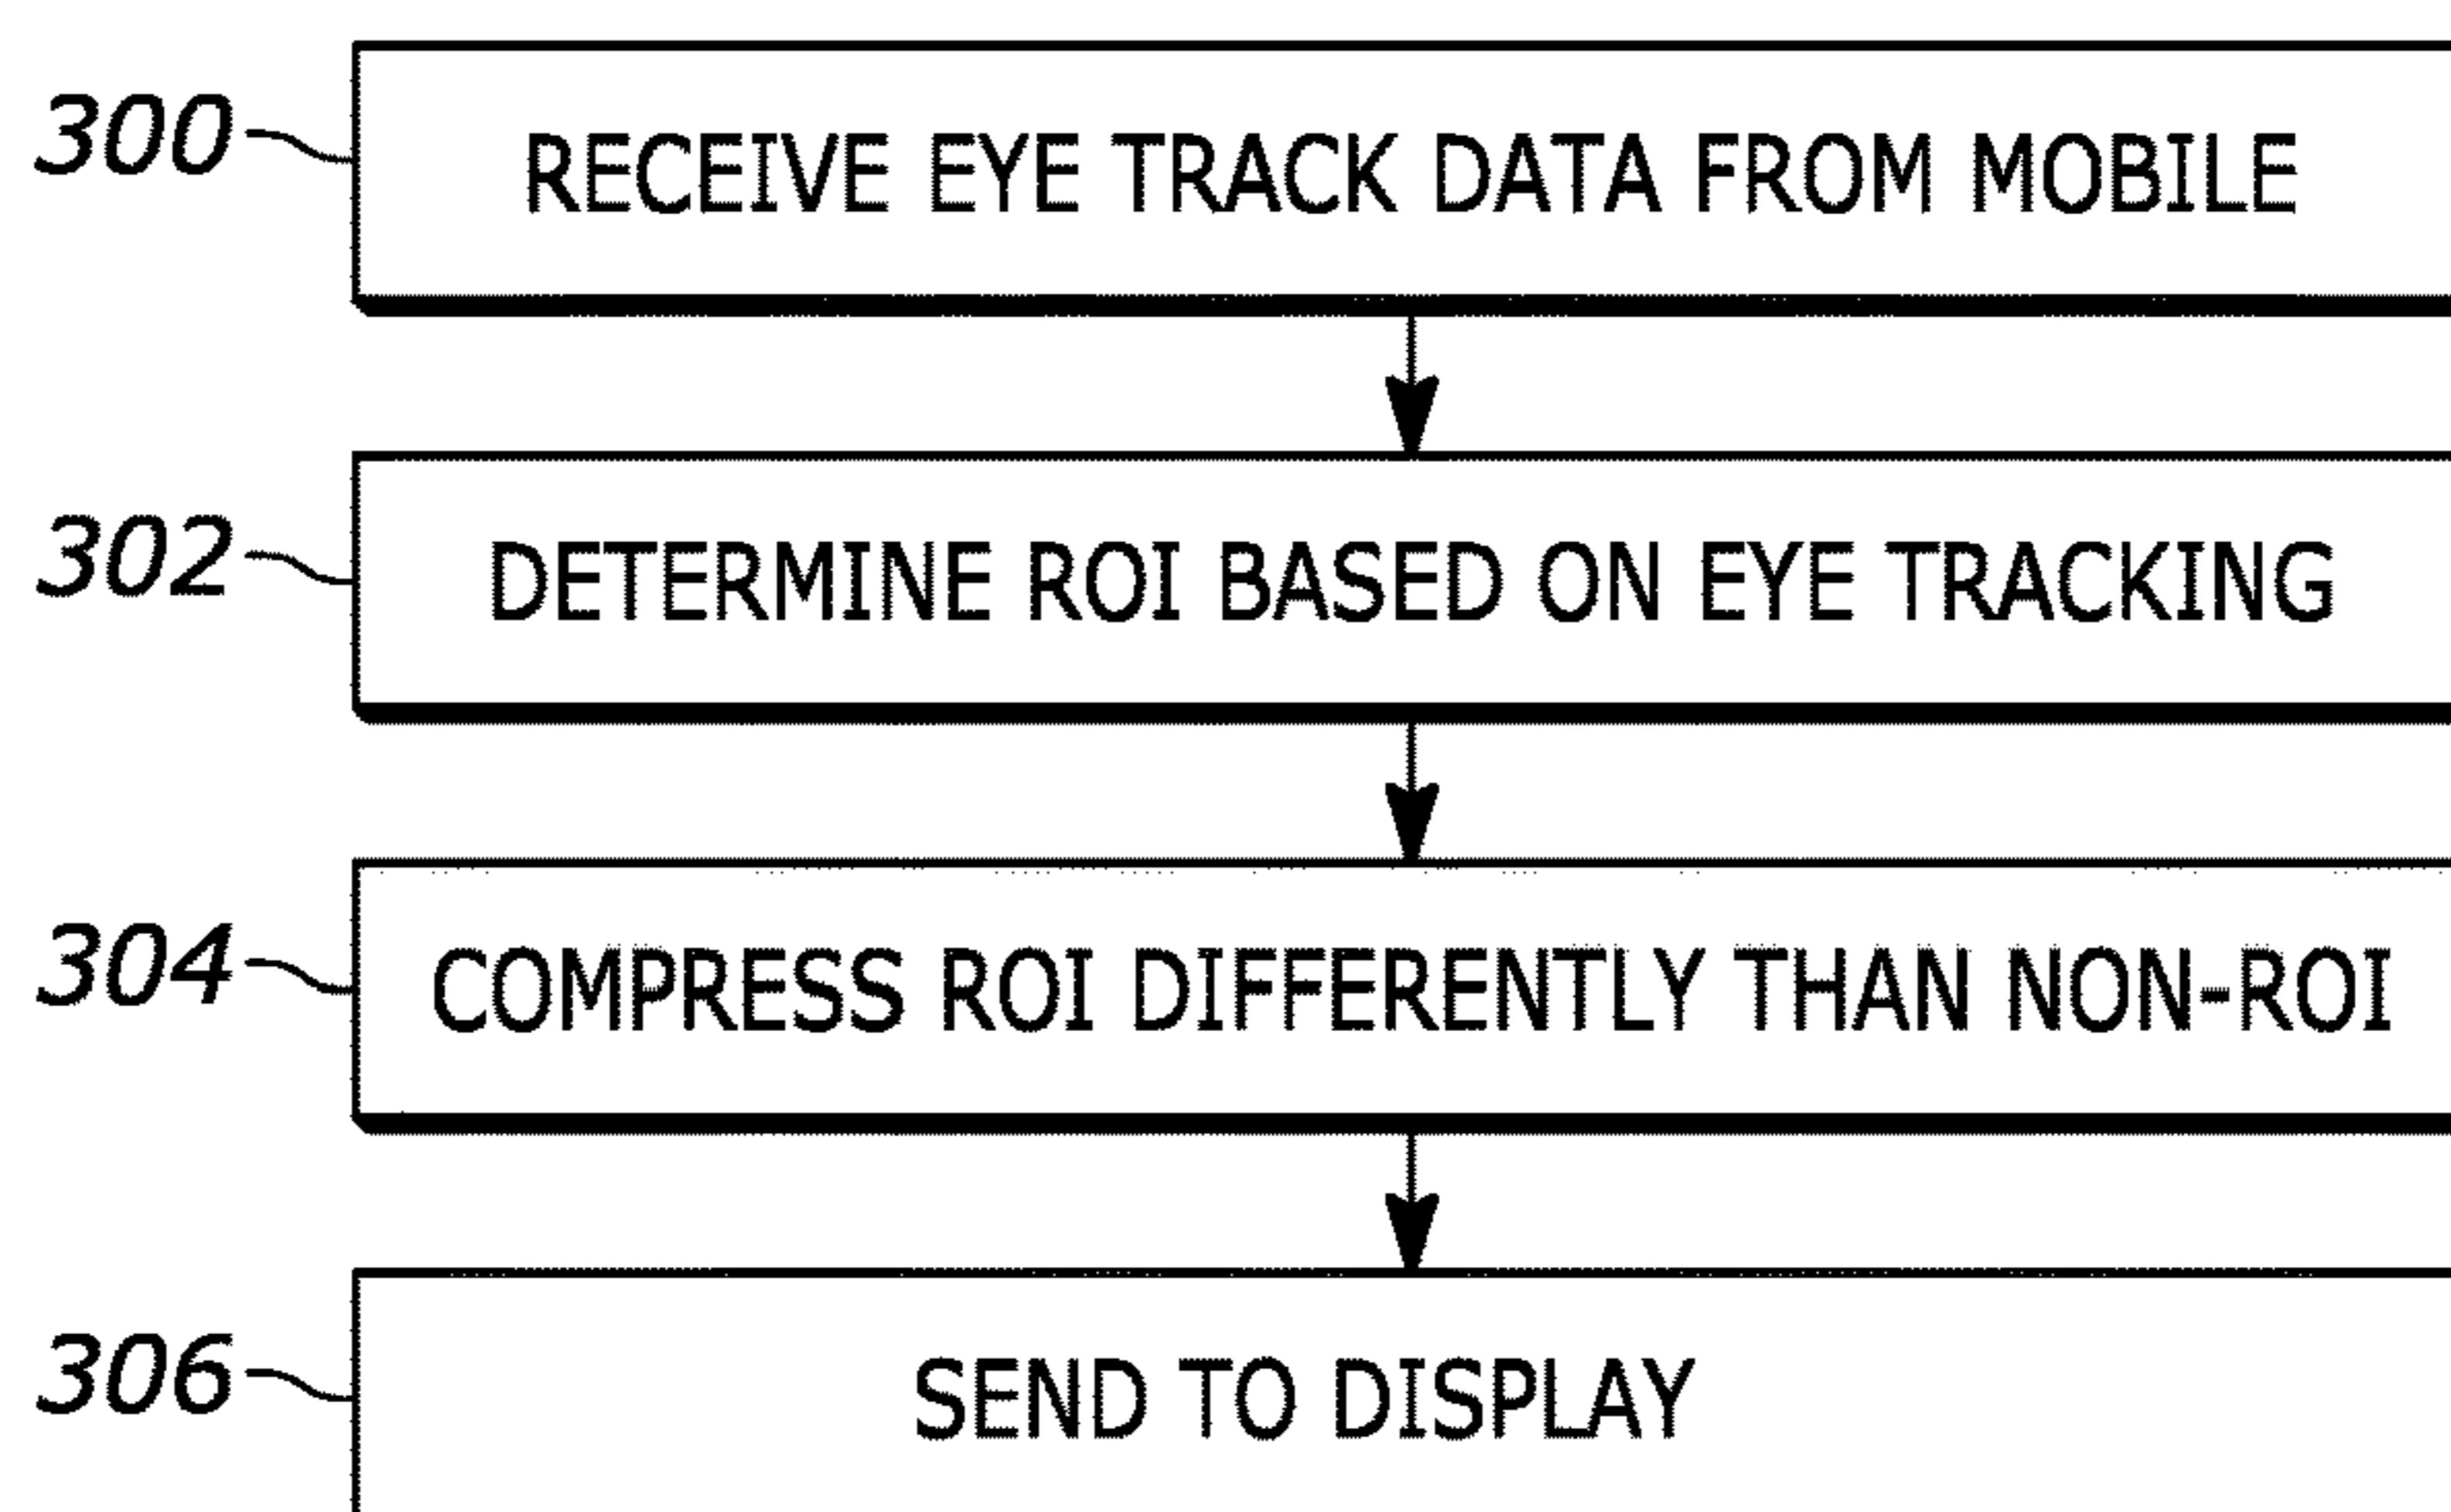 300 RECEIVE EYE TRACK DATA FROM MOBILE
302 DETERMINE ROI BASED ON EYE TRACKING
304 COMPRESS ROI DIFFERENTLY THAN NON-ROI
306 SEND TO DISPLAY